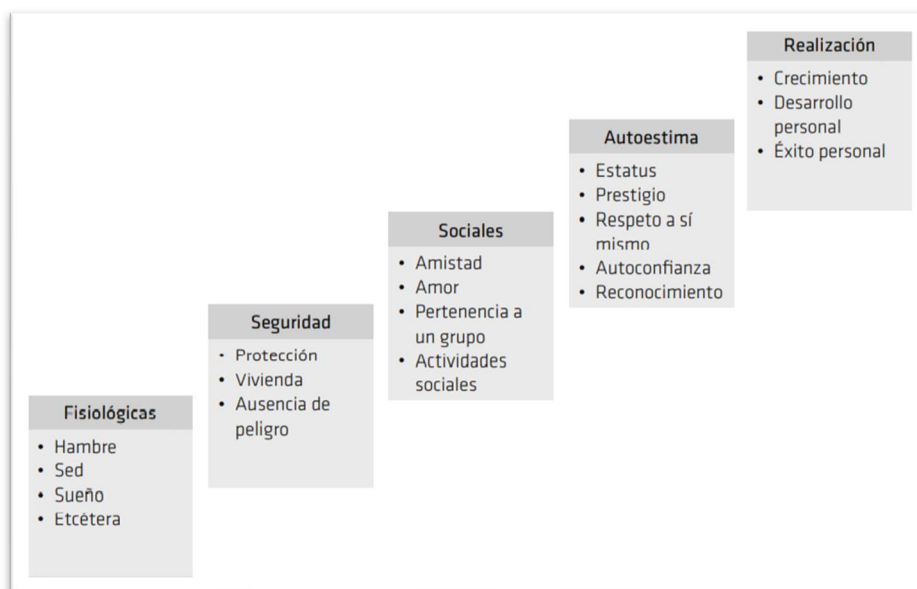 Realización
• Crecimiento
• Desarrollo
personal
• Éxito personal
Autoestima
• Estatus
• Prestigio
• Respeto a sí
mismo
• Autoconfianza
• Reconocimiento
Sociales
• Amistad
• Amor
• Pertenencia a
un grupo
• Actividades
sociales
Seguridad
• Protección
• Vivienda
• Ausencia de
peligro
Fisiológicas
• Hambre
• Sed
• Sueño
• Etcétera